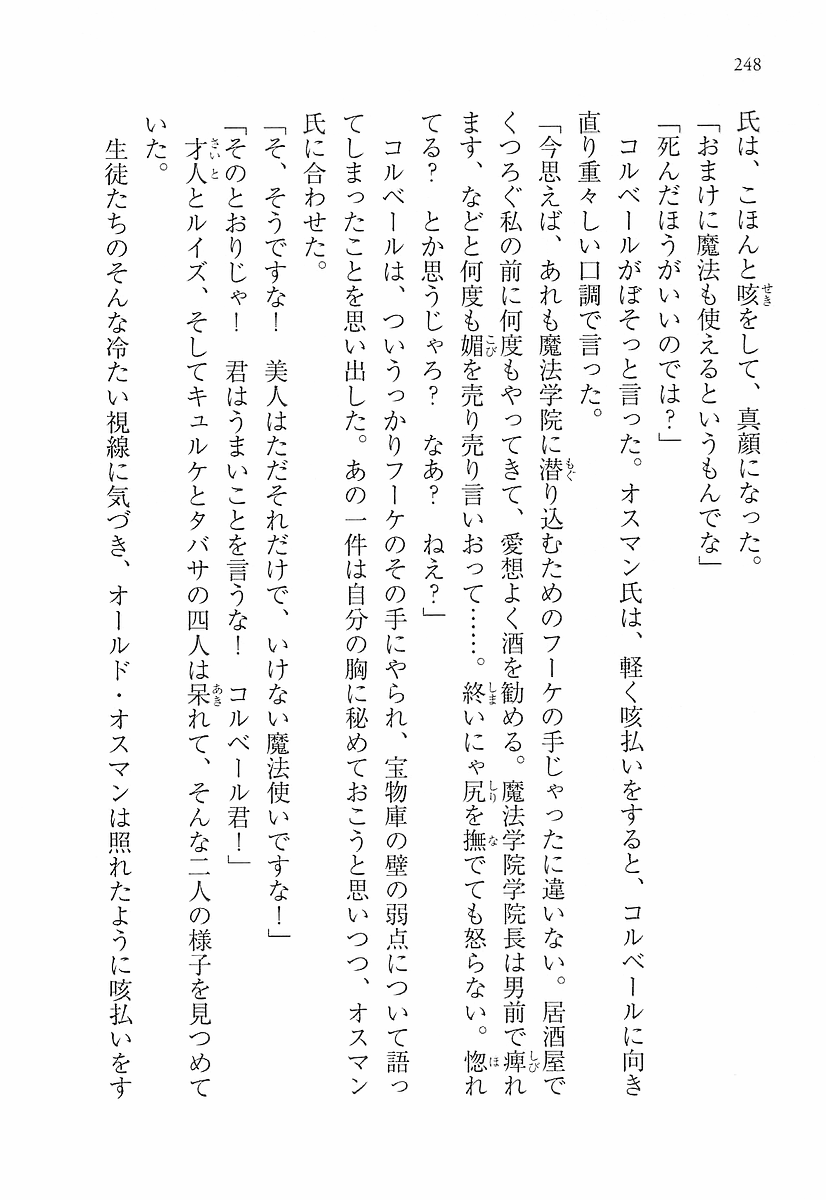 248
氏は、こほんと咳をして、真顔になった。
「おまけに魔法も使えるというもんでな」
「死んだほうがいいのでは？」
　コルベールがぼそっと言った。オスマン氏は、軽く咳払いをすると、コルベールに向き
直り重々しい口調で言った。
「今思えば、あれも魔法学院に潜り込むためのフーケの手じゃったに違いない。居酒屋で
くつろぐ私の前に何度もやってきて、愛想よく酒を勧める。魔法学院学院長は男前で痺れ
ます、などと何度も媚を売り売り言いおって……。終いにゃ尻を撫でても怒らない。惚れ
てる？　とか思うじゃろ？　なあ？　ねえ？」
　コルベールは、ついうっかりフーケのその手にやられ、宝物庫の壁の弱点について語っ
てしまったことを思い出した。あの一件は自分の胸に秘めておこうと思いつつ、オスマン
氏に合わせた。
「そ、そうですな！　美人はただそれだけで、いけない魔法使いですな！」
「そのとおりじゃ！　君はうまいことを言うな！　コルベール君！」
　才人とルイズ、そしてキュルケとタバサの四人は呆れて、そんな二人の様子を見つめて
いた。
　生徒たちのそんな冷たい視線に気づき、オールド・オスマンは照れたように咳払いをす